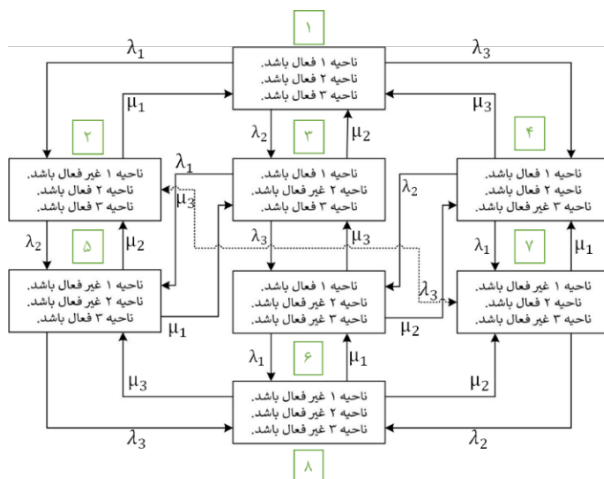 ۱
λ₁
λ₃
ناحیه ۱ فعال باشد.
ناحیه ۲ فعال باشد.
ناحیه ۳ فعال باشد.
μ₁
μ₃
λ₂
μ₂
۲
۳
۴
ناحیه ۱ غیر فعال باشد.
ناحیه ۲ فعال باشد.
ناحیه ۳ فعال باشد.
λ₁
μ₃
ناحیه ۱ فعال باشد.
ناحیه ۲ غیر فعال باشد.
ناحیه ۳ فعال باشد.
λ₂
ناحیه ۱ فعال باشد.
ناحیه ۲ فعال باشد.
ناحیه ۳ غیر فعال باشد.
λ₂
μ₂
λ₃
μ₃
λ₁
μ₁
۵
۷
ناحیه ۱ غیر فعال باشد.
ناحیه ۲ غیر فعال باشد.
ناحیه ۳ فعال باشد.
μ₁
ناحیه ۱ فعال باشد.
ناحیه ۲ غیر فعال باشد.
ناحیه ۳ غیر فعال باشد.
λ₃
μ₂
ناحیه ۱ غیر فعال باشد.
ناحیه ۲ فعال باشد.
ناحیه ۳ غیر فعال باشد.
λ₁
μ₁
۶
μ₃
μ₂
ناحیه ۱ غیر فعال باشد.
ناحیه ۲ غیر فعال باشد.
ناحیه ۳ غیر فعال باشد.
λ₃
λ₂
۸